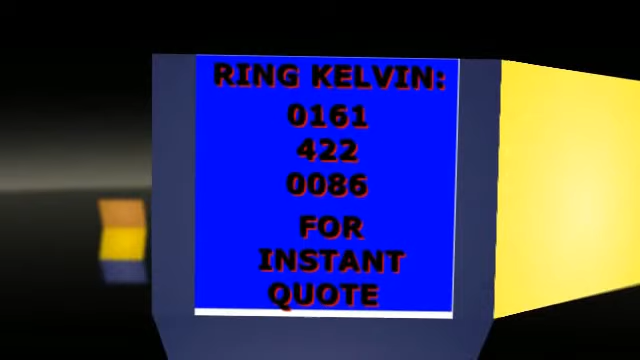 RING KELVIN:
0161
422
0086
FOR
INSTANT
QUOTE